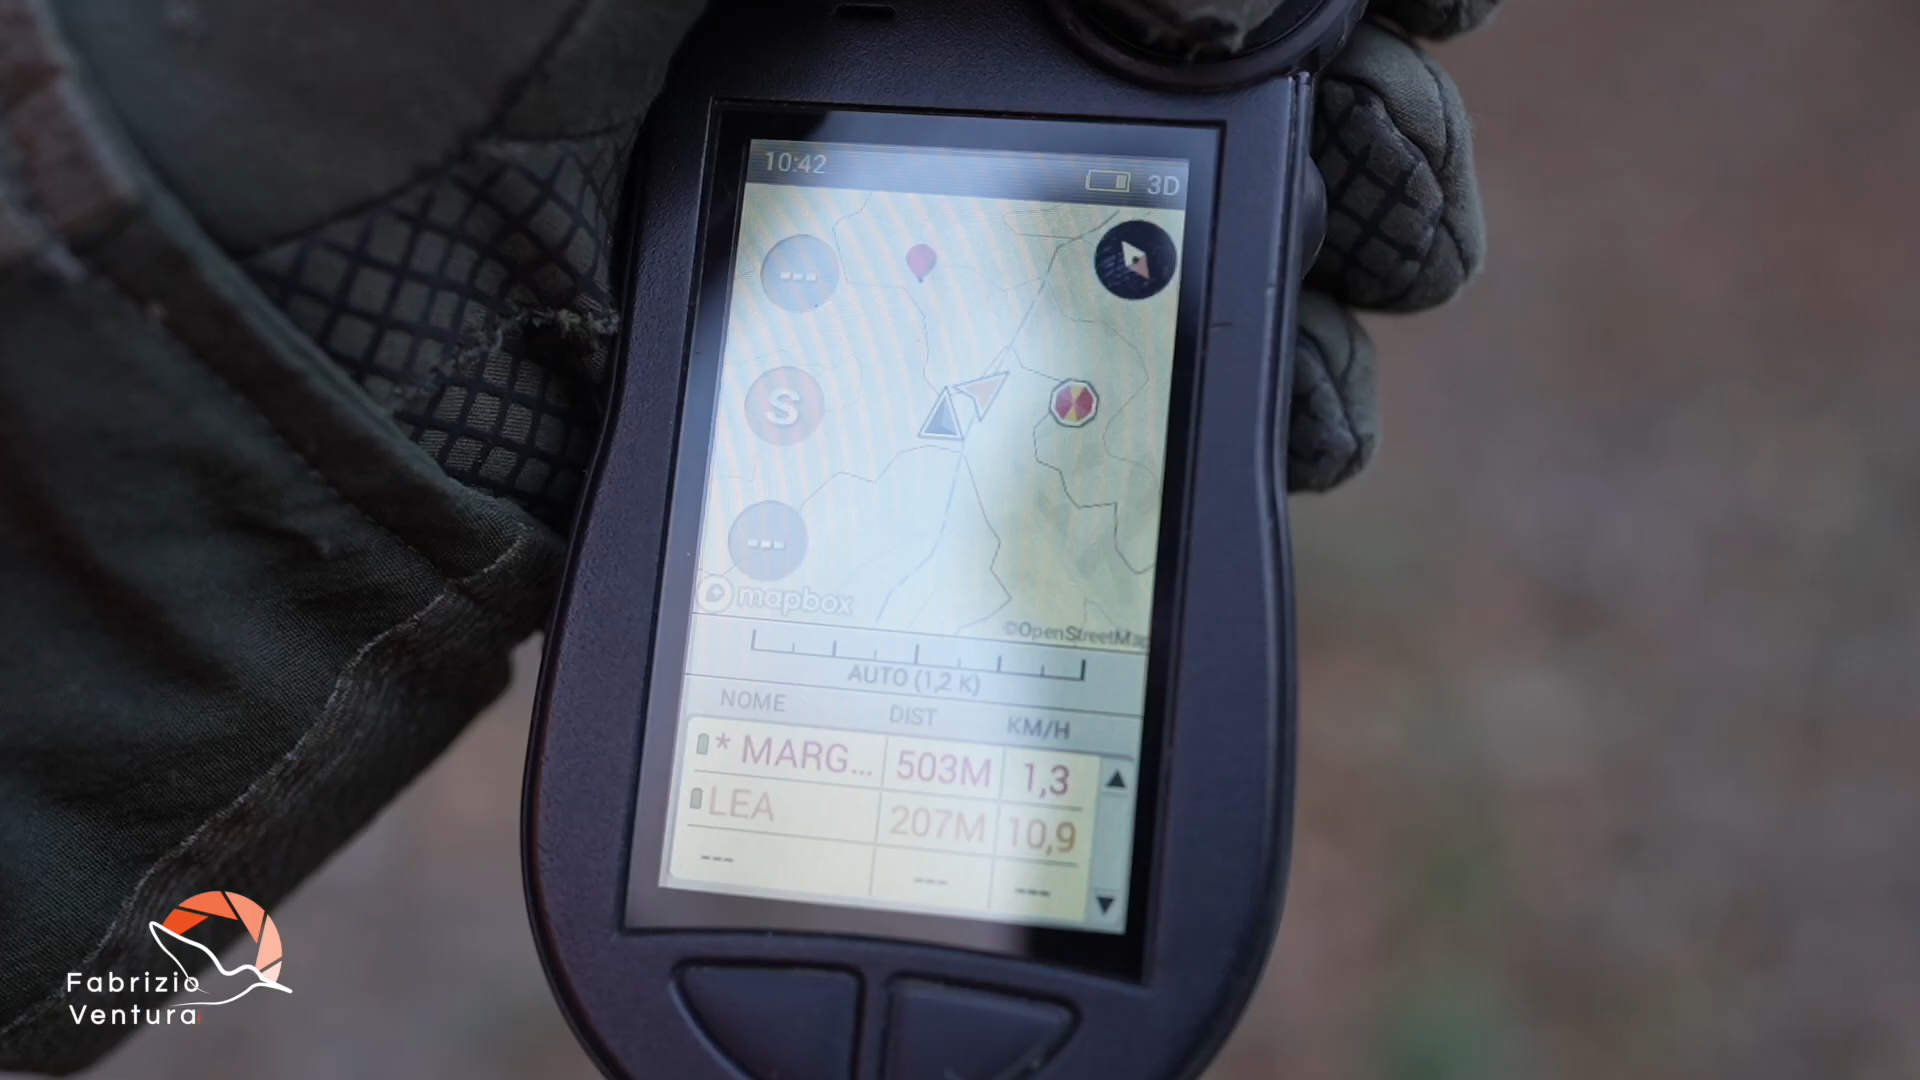 10:42
3D
---
S
---
mapbox
©OpenStreetMap
AUTO (1,2 K)
NOME DIST KM/H
* MARG... 503M 1,3
LEA 207M 10,9
--- --- ---
Fabrizio
Ventura